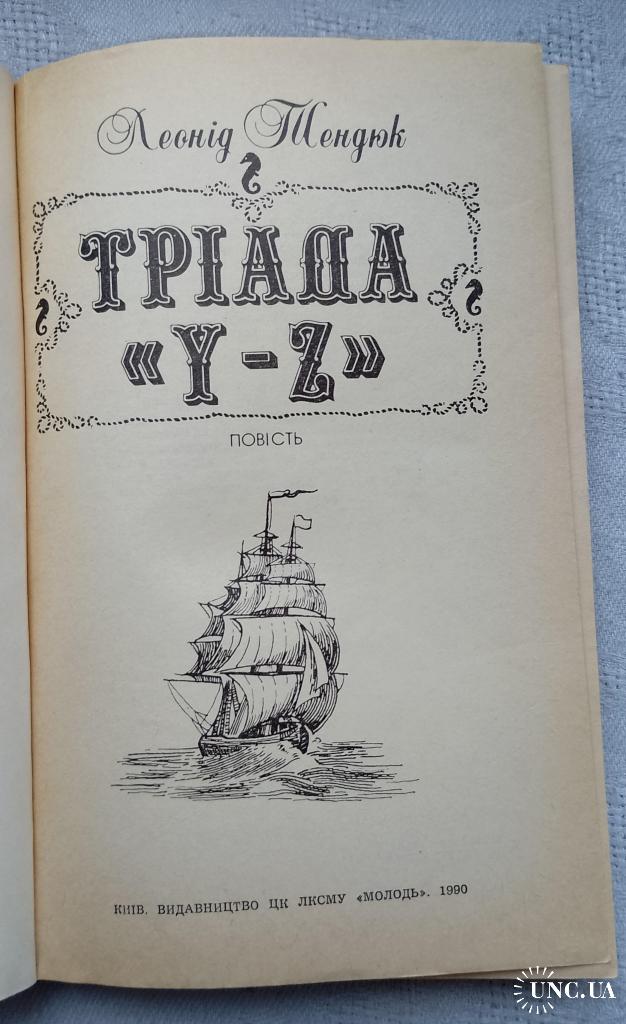 Леонід Тендюк
ТРІАДА
«Y-Z»
ПОВІСТЬ
КИЇВ. ВИДАВНИЦТВО ЦК ЛКСМУ «МОЛОДЬ». 1990
UNC.UA